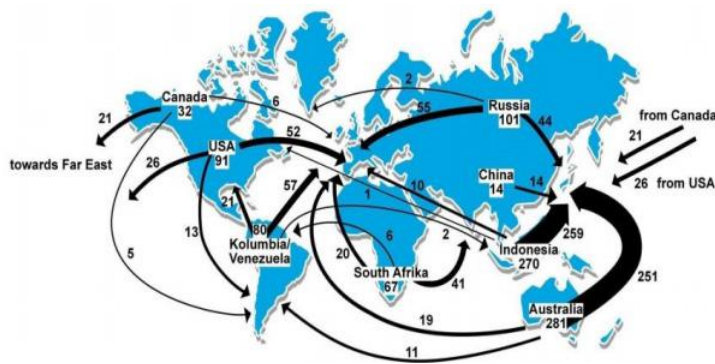 2
Canada
32
6
Russia
101
21
55
44
from Canada
21
52
USA
91
towards Far East
26
China
14
14
26 from USA
57
10
1
21
80
Kolumbia/
Venezuela
13
6
2
259
20
Indonesia
270
South Afrika
67
41
5
251
Australia
281
19
11